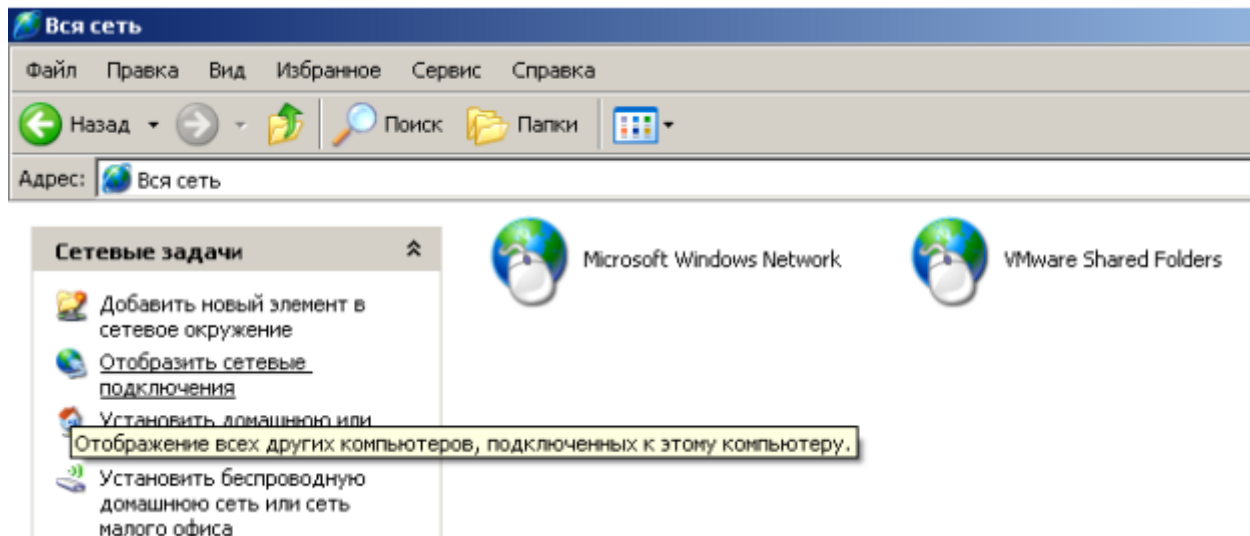 Вся сеть
Файл Правка Вид Избранное Сервис Справка
Назад Поиск Папки
Адрес: Вся сеть
Сетевые задачи
Добавить новый элемент в
сетевое окружение
Отобразить сетевые
подключения
Установить домашнюю или
Отображение всех других компьютеров, подключенных к этому компьютеру.
Установить беспроводную
домашнюю сеть или сеть
малого офиса
Microsoft Windows Network
VMware Shared Folders